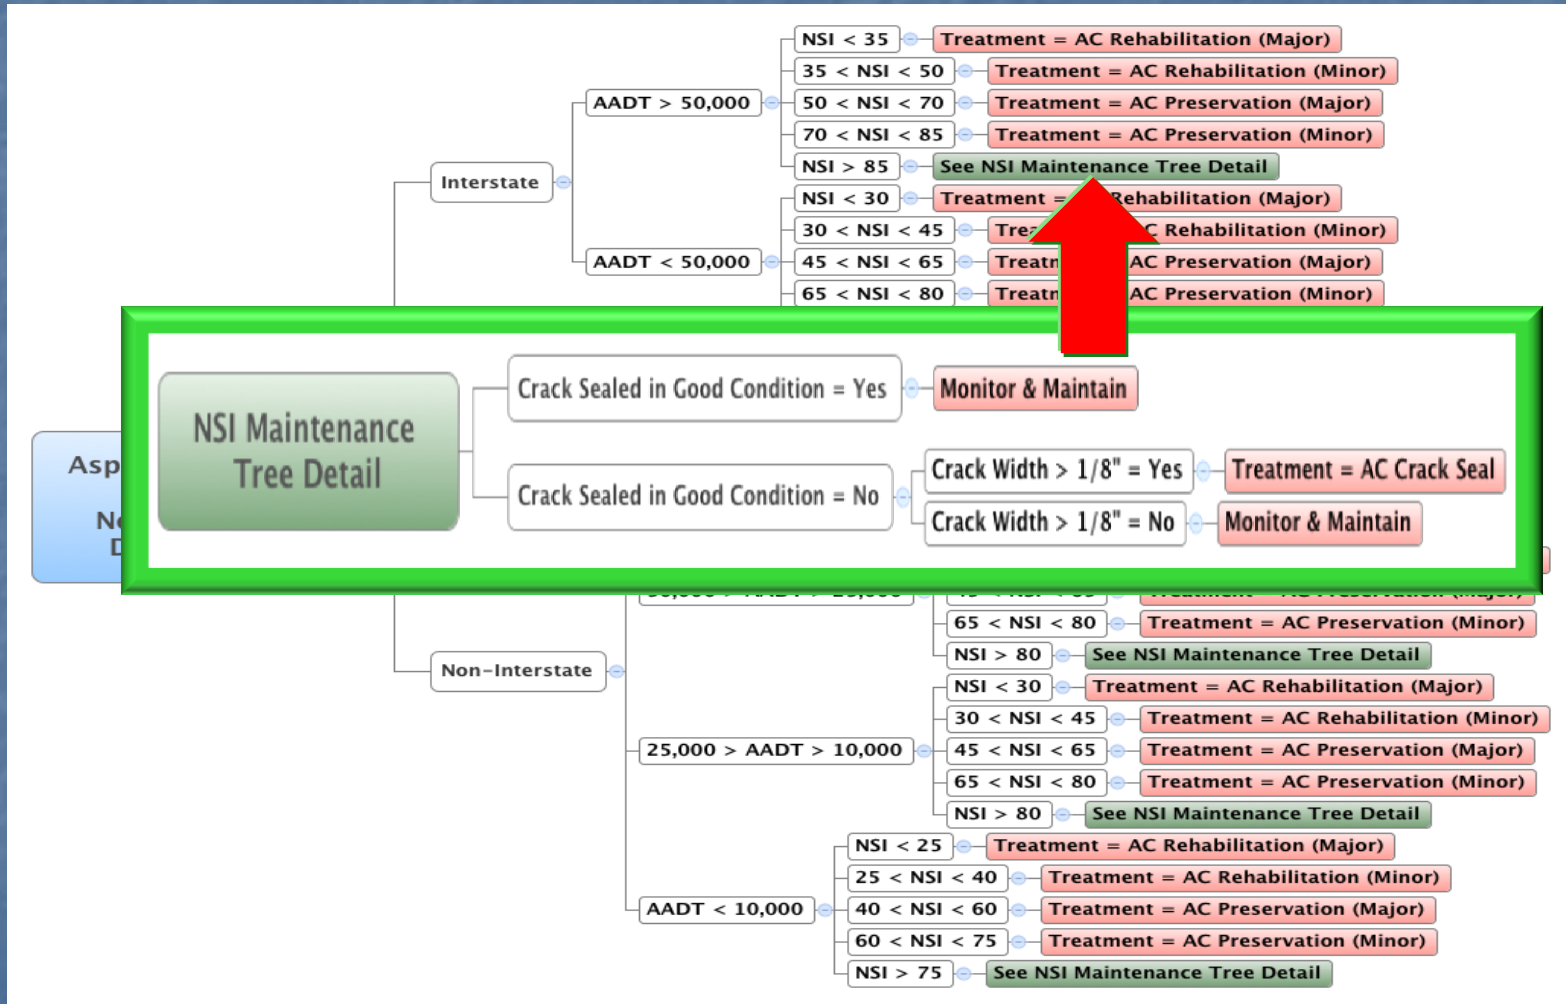 NSI < 35 Treatment = AC Rehabilitation (Major)
35 < NSI < 50 Treatment = AC Rehabilitation (Minor)
AADT > 50,000 50 < NSI < 70 Treatment = AC Preservation (Major)
70 < NSI < 85 Treatment = AC Preservation (Minor)
NSI > 85 See NSI Maintenance Tree Detail
Interstate
NSI < 30 Treatment = Rehabilitation (Major)
30 < NSI < 45 C Rehabilitation (Minor)
AADT < 50,000 45 < NSI < 65 AC Preservation (Major)
65 < NSI < 80 AC Preservation (Minor)
NSI Maintenance
Tree Detail
Crack Sealed in Good Condition = Yes Monitor & Maintain
Crack Sealed in Good Condition = No
Crack Width > 1/8" = Yes Treatment = AC Crack Seal
Crack Width > 1/8" = No Monitor & Maintain
65 < NSI < 80 Treatment = AC Preservation (Minor)
NSI > 80 See NSI Maintenance Tree Detail
Non-Interstate
NSI < 30 Treatment = AC Rehabilitation (Major)
30 < NSI < 45 Treatment = AC Rehabilitation (Minor)
25,000 > AADT > 10,000 45 < NSI < 65 Treatment = AC Preservation (Major)
65 < NSI < 80 Treatment = AC Preservation (Minor)
NSI > 80 See NSI Maintenance Tree Detail
NSI < 25 Treatment = AC Rehabilitation (Major)
25 < NSI < 40 Treatment = AC Rehabilitation (Minor)
AADT < 10,000 40 < NSI < 60 Treatment = AC Preservation (Major)
60 < NSI < 75 Treatment = AC Preservation (Minor)
NSI > 75 See NSI Maintenance Tree Detail